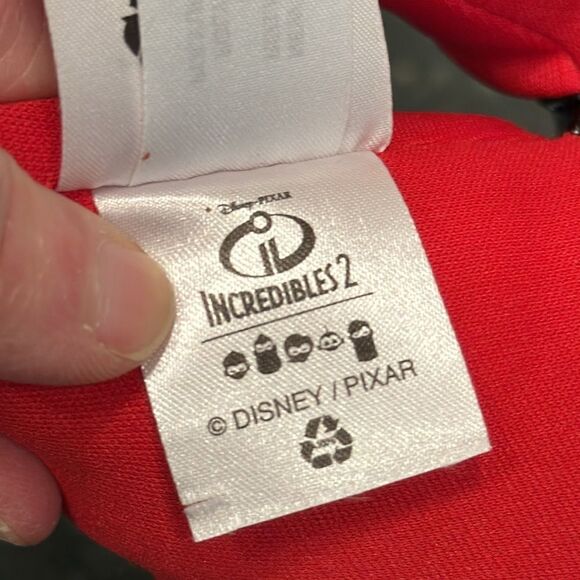 Disney·PIXAR
INCREDIBLES 2
© DISNEY / PIXAR